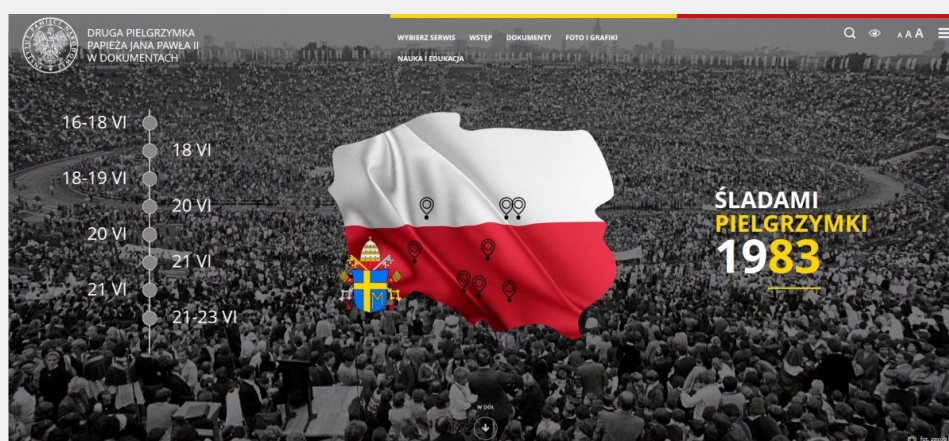 DRUGA PIELGRZYMKA
PAPIEŻA JANA PAWŁA II
W DOKUMENTACH
WYBIERZ SERWIS WSTĘP DOKUMENTY FOTO I GRAFIKI
NAUKA I EDUKACJA
A A A
16-18 VI
18 VI
18-19 VI
20 VI
20 VI
21 VI
21 VI
21-23 VI
ŚLADAMI
PIELGRZYMKI
1983
W DÓŁ